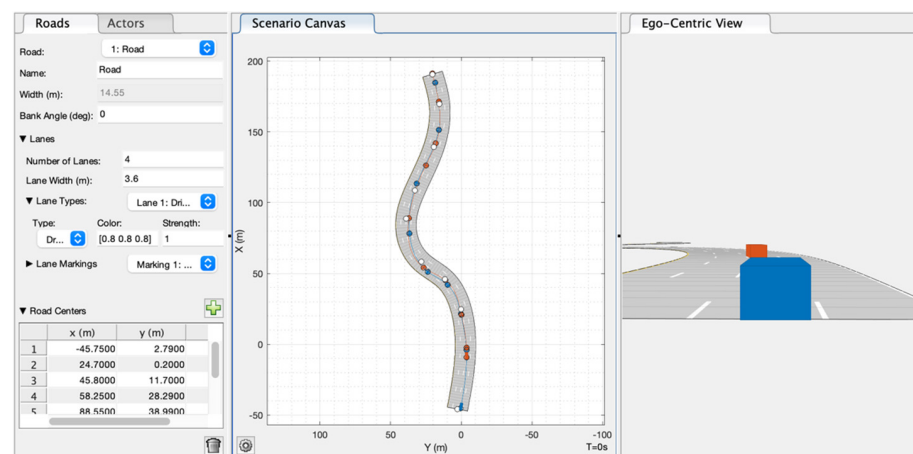 Roads
Actors
Scenario Canvas
Ego-Centric View
Road:
1: Road
Name:
Road
Width (m):
14.55
Bank Angle (deg):
0
▼ Lanes
Number of Lanes:
4
Lane Width (m):
3.6
▼ Lane Types:
Lane 1: Dri...
Type:
Color:
Strength:
Dr...
[0.8 0.8 0.8]
1
▶ Lane Markings
Marking 1: ...
▼ Road Centers
x (m)
y (m)
1
-45.7500
2.7900
2
24.7000
0.2000
3
45.8000
11.7000
4
58.2500
28.2900
5
88.5500
38.9900
200
150
100
50
0
-50
X (m)
100
50
0
-50
-100
Y (m)
T=0s